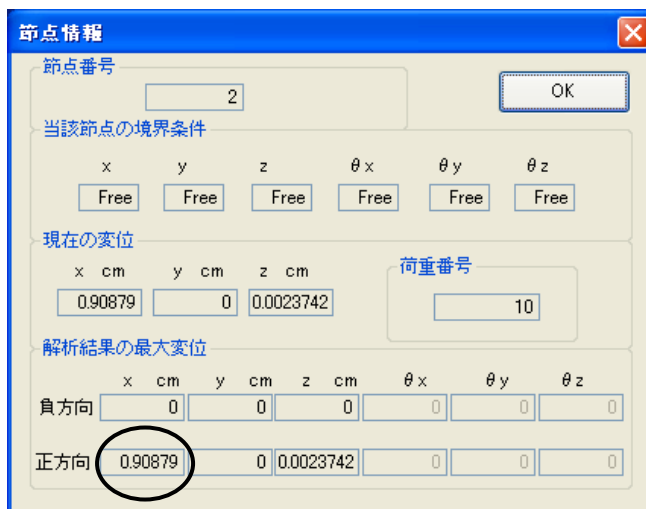 節点情報
節点番号
2
OK
当該節点の境界条件
x y z θx θy θz
Free Free Free Free Free Free
現在の変位
x cm y cm z cm
0.90879 0 0.0023742
荷重番号
10
解析結果の最大変位
x cm y cm z cm θx θy θz
負方向 0 0 0 0 0 0
正方向 0.90879 0 0.0023742 0 0 0